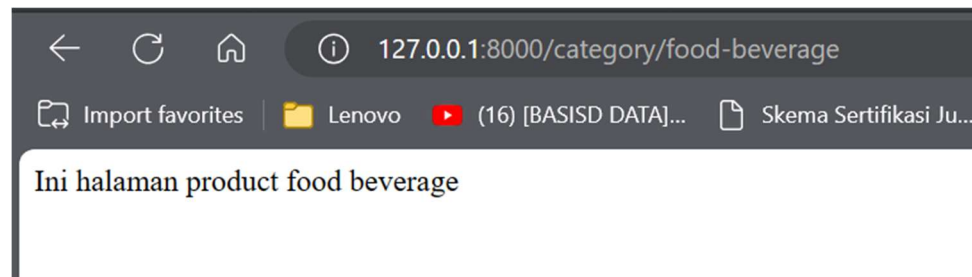 127.0.0.1:8000/category/food-beverage
Import favorites Lenovo (16) [BASISD DATA]... Skema Sertifikasi Ju...
Ini halaman product food beverage